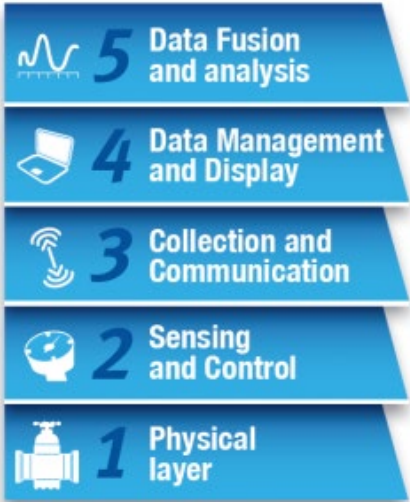 5 Data Fusion
and analysis
4 Data Management
and Display
3 Collection and
Communication
2 Sensing
and Control
1 Physical
layer